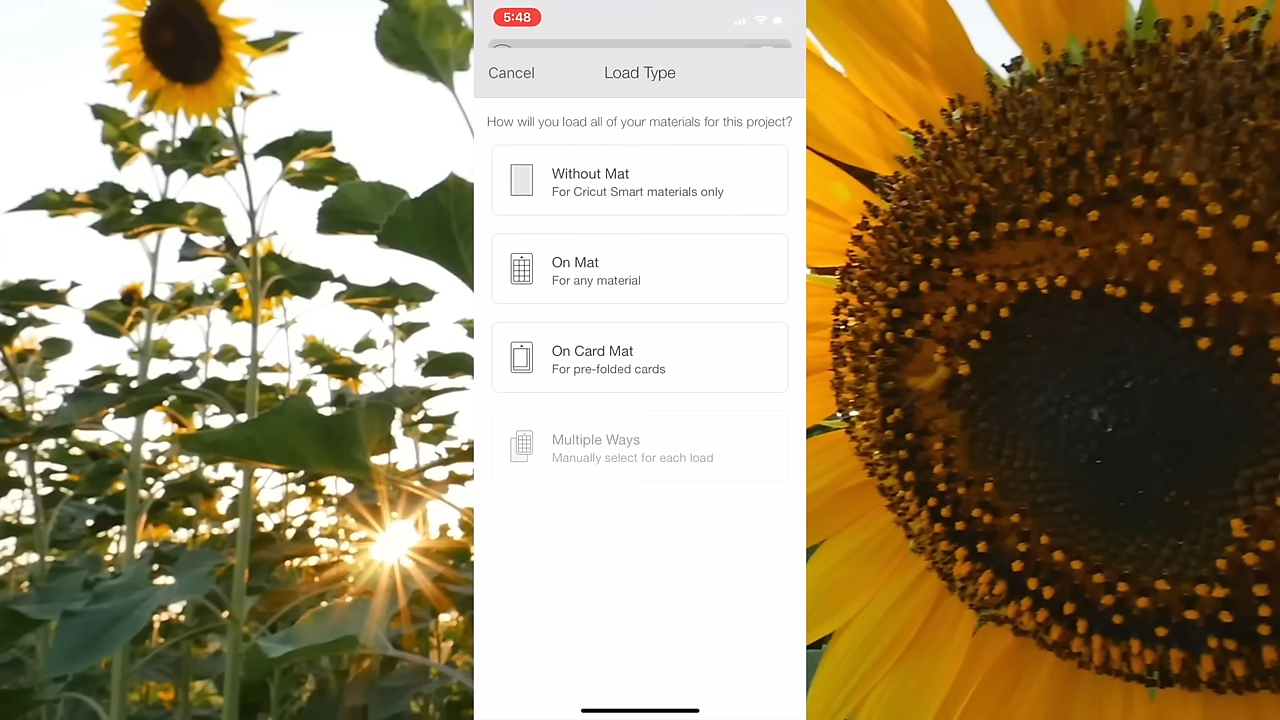 5:48
Cancel
Load Type
How will you load all of your materials for this project?
Without Mat
For Cricut Smart materials only
On Mat
For any material
On Card Mat
For pre-folded cards
Multiple Ways
Manually select for each load